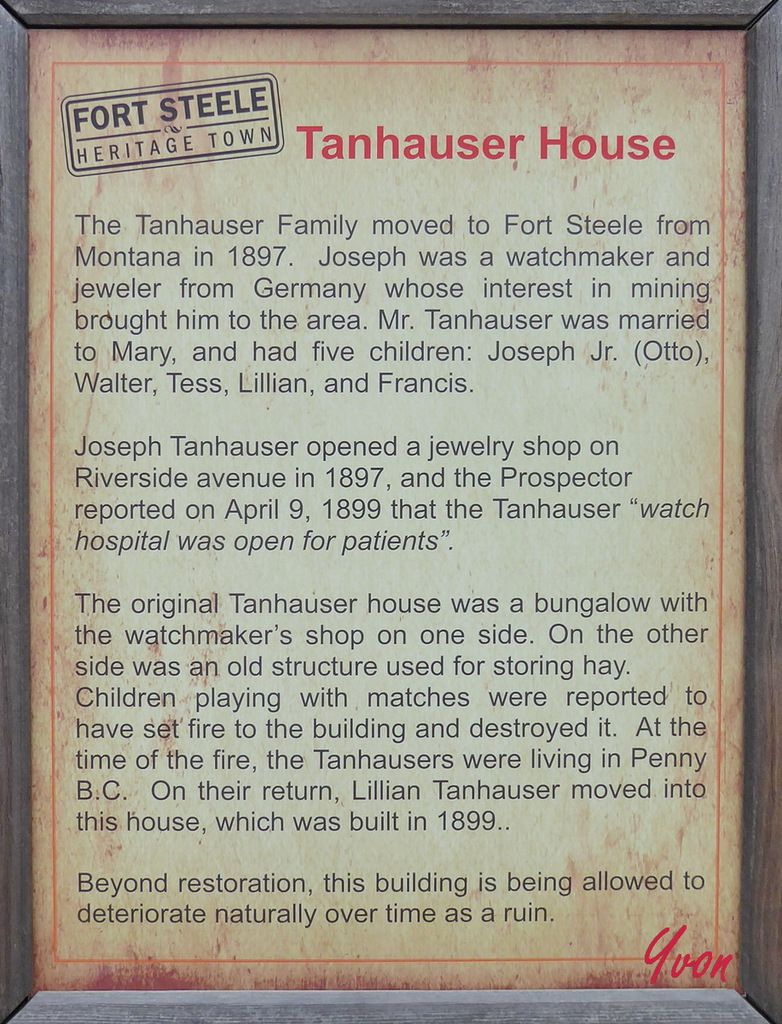 FORT STEELE
HERITAGE TOWN
Tanhauser House
The Tanhauser Family moved to Fort Steele from
Montana in 1897.  Joseph was a watchmaker and
jeweler from Germany whose interest in mining
brought him to the area. Mr. Tanhauser was married
to Mary, and had five children: Joseph Jr. (Otto),
Walter, Tess, Lillian, and Francis.
Joseph Tanhauser opened a jewelry shop on
Riverside avenue in 1897, and the Prospector
reported on April 9, 1899 that the Tanhauser “watch
hospital was open for patients”.
The original Tanhauser house was a bungalow with
the watchmaker’s shop on one side. On the other
side was an old structure used for storing hay.
Children playing with matches were reported to
have set fire to the building and destroyed it.  At the
time of the fire, the Tanhausers were living in Penny
B.C.  On their return, Lillian Tanhauser moved into
this house, which was built in 1899..
Beyond restoration, this building is being allowed to
deteriorate naturally over time as a ruin.
Yvon